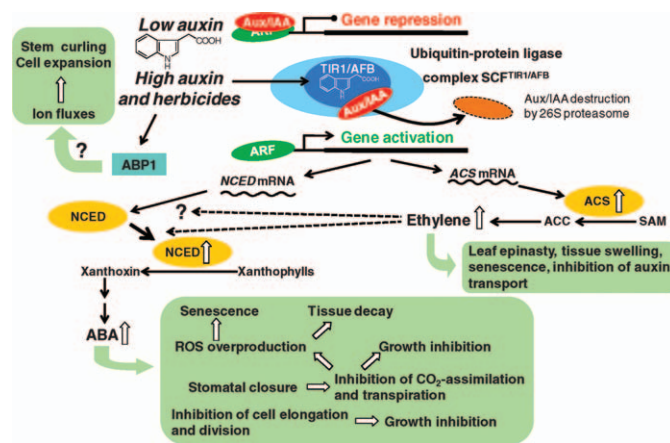 Low auxin
COOH
N
H
Aux/IAA
ARF
Gene repression
Stem curling
Cell expansion
Ion fluxes
?
ABP1
High auxin
and herbicides
TIR1/AFB
COOH
N
H
Aux/IAA
Ubiquitin-protein ligase
complex SCFTIR1/AFB
Aux/IAA destruction
by 26S proteasome
ARF
Gene activation
NCED mRNA
ACS mRNA
NCED
?
ACS
Ethylene
ACC
SAM
NCED
Xanthoxin
Xanthophylls
Leaf epinasty, tissue swelling,
senescence, inhibition of auxin
transport
ABA
Senescence
Tissue decay
ROS overproduction
Growth inhibition
Stomatal closure
Inhibition of CO2-assimilation
and transpiration
Inhibition of cell elongation
and division
Growth inhibition